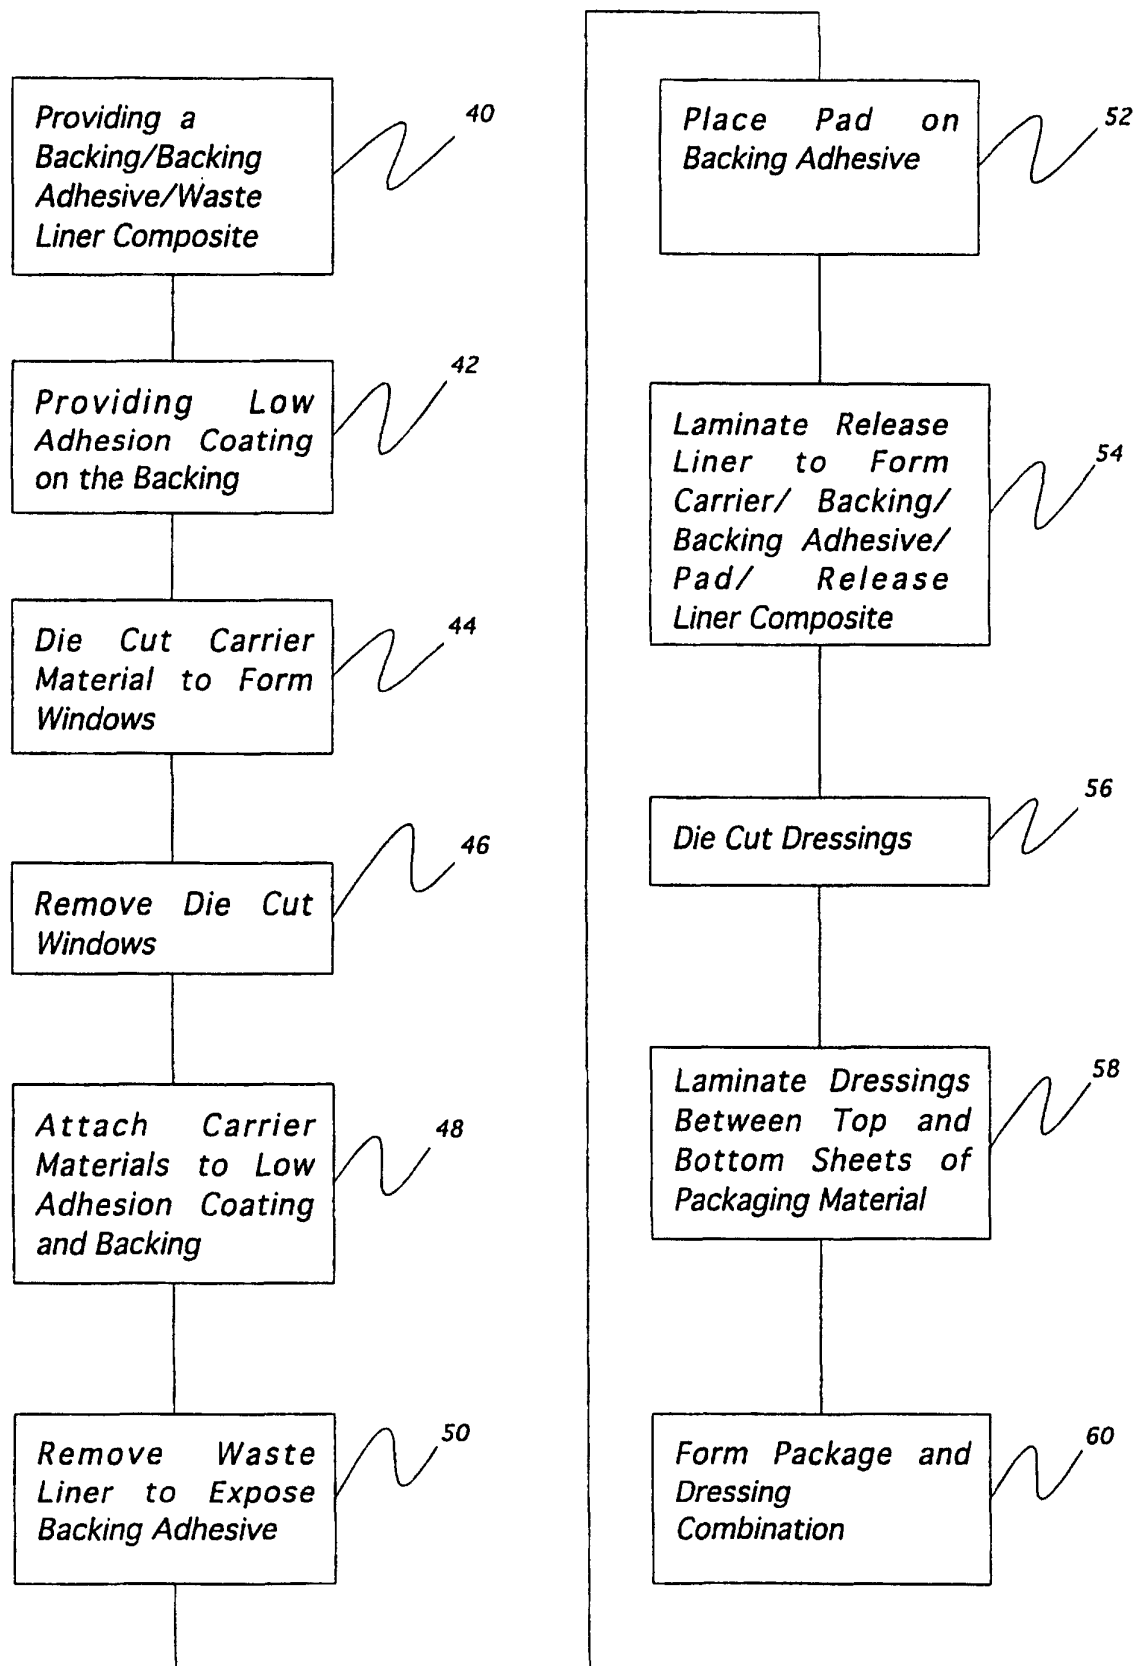 Providing a
Backing/Backing
Adhesive/Waste
Liner Composite
40
Providing Low
Adhesion Coating
on the Backing
42
Die Cut Carrier
Material to Form
Windows
44
Remove Die Cut
Windows
46
Attach Carrier
Materials to Low
Adhesion Coating
and Backing
48
Remove Waste
Liner to Expose
Backing Adhesive
50
Place Pad on
Backing Adhesive
52
Laminate Release
Liner to Form
Carrier/ Backing/
Backing Adhesive/
Pad/ Release
Liner Composite
54
Die Cut Dressings
56
Laminate Dressings
Between Top and
Bottom Sheets of
Packaging Material
58
Form Package and
Dressing
Combination
60